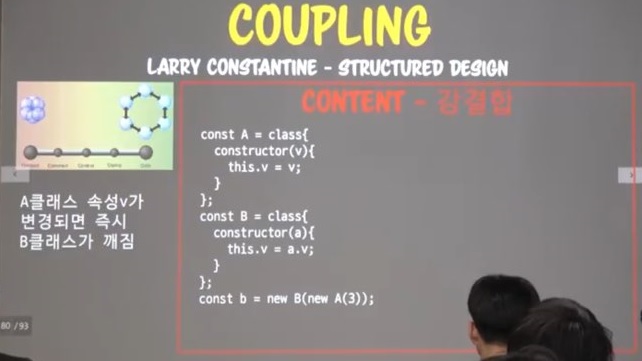 COUPLING
LARRY CONSTANTINE - STRUCTURED DESIGN
CONTENT - 강결합
const A = class{
constructor(v){
this.v = v;
}
};
const B = class{
constructor(a){
this.v = a.v;
}
};
const b = new B(new A(3));
A클래스 속성v가
변경되면 즉시
B클래스가 깨짐
80 / 93